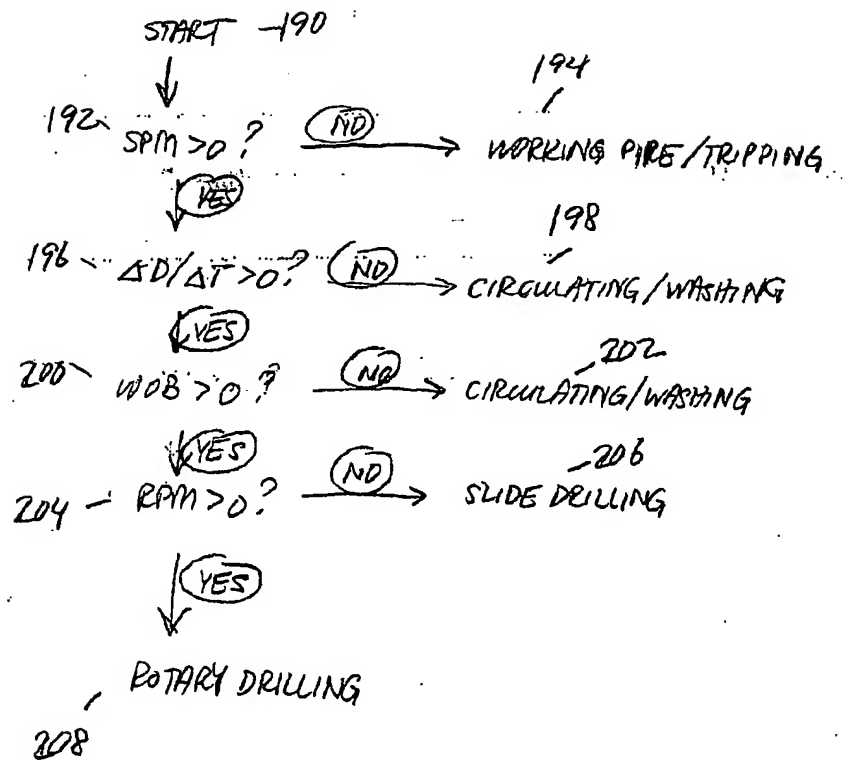 START 190
194
192 SPM>0? NO WORKING PIPE/TRIPPING
YES
198
196 ΔD/ΔT>0? NO CIRCULATING/WASHING
YES
202
200 WOB>0? NO CIRCULATING/WASHING
YES
206
204 RPM>0? NO SLIDE DRILLING
YES
ROTARY DRILLING
208